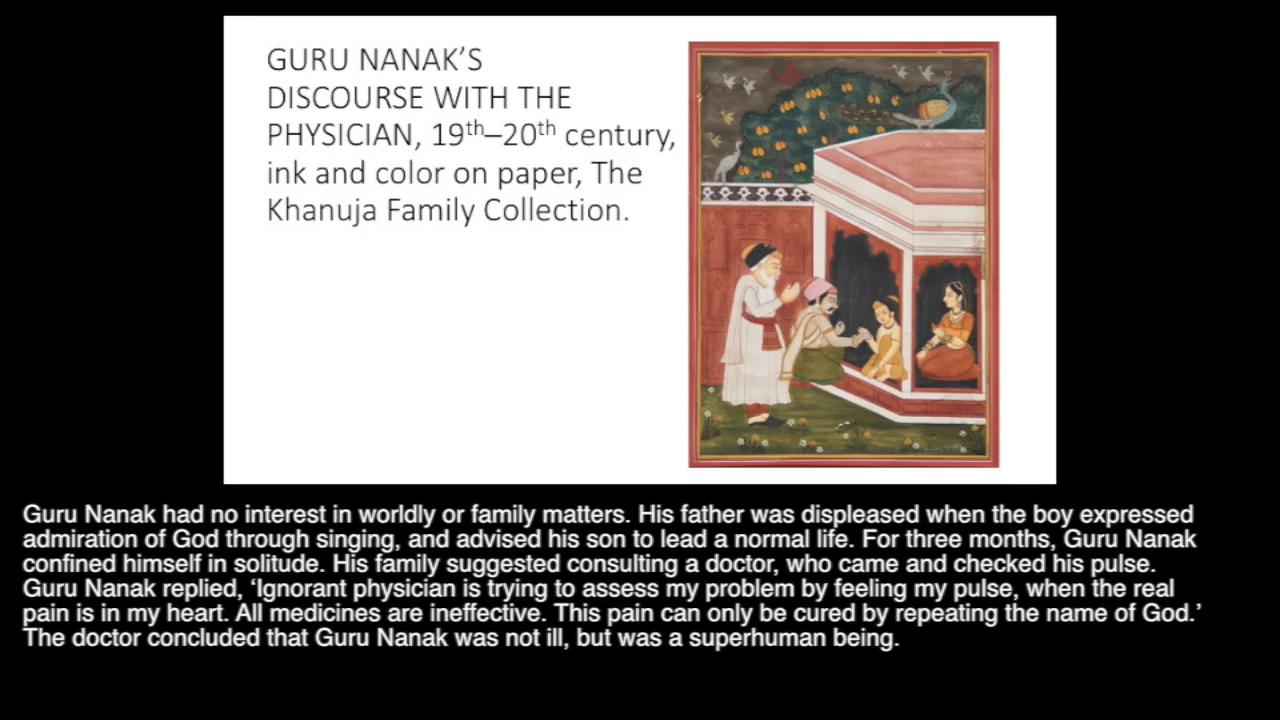 GURU NANAK’S
DISCOURSE WITH THE
PHYSICIAN, 19th–20th century,
ink and color on paper, The
Khanuja Family Collection.
Guru Nanak had no interest in worldly or family matters. His father was displeased when the boy expressed
admiration of God through singing, and advised his son to lead a normal life. For three months, Guru Nanak
confined himself in solitude. His family suggested consulting a doctor, who came and checked his pulse.
Guru Nanak replied, ‘Ignorant physician is trying to assess my problem by feeling my pulse, when the real
pain is in my heart. All medicines are ineffective. This pain can only be cured by repeating the name of God.’
The doctor concluded that Guru Nanak was not ill, but was a superhuman being.